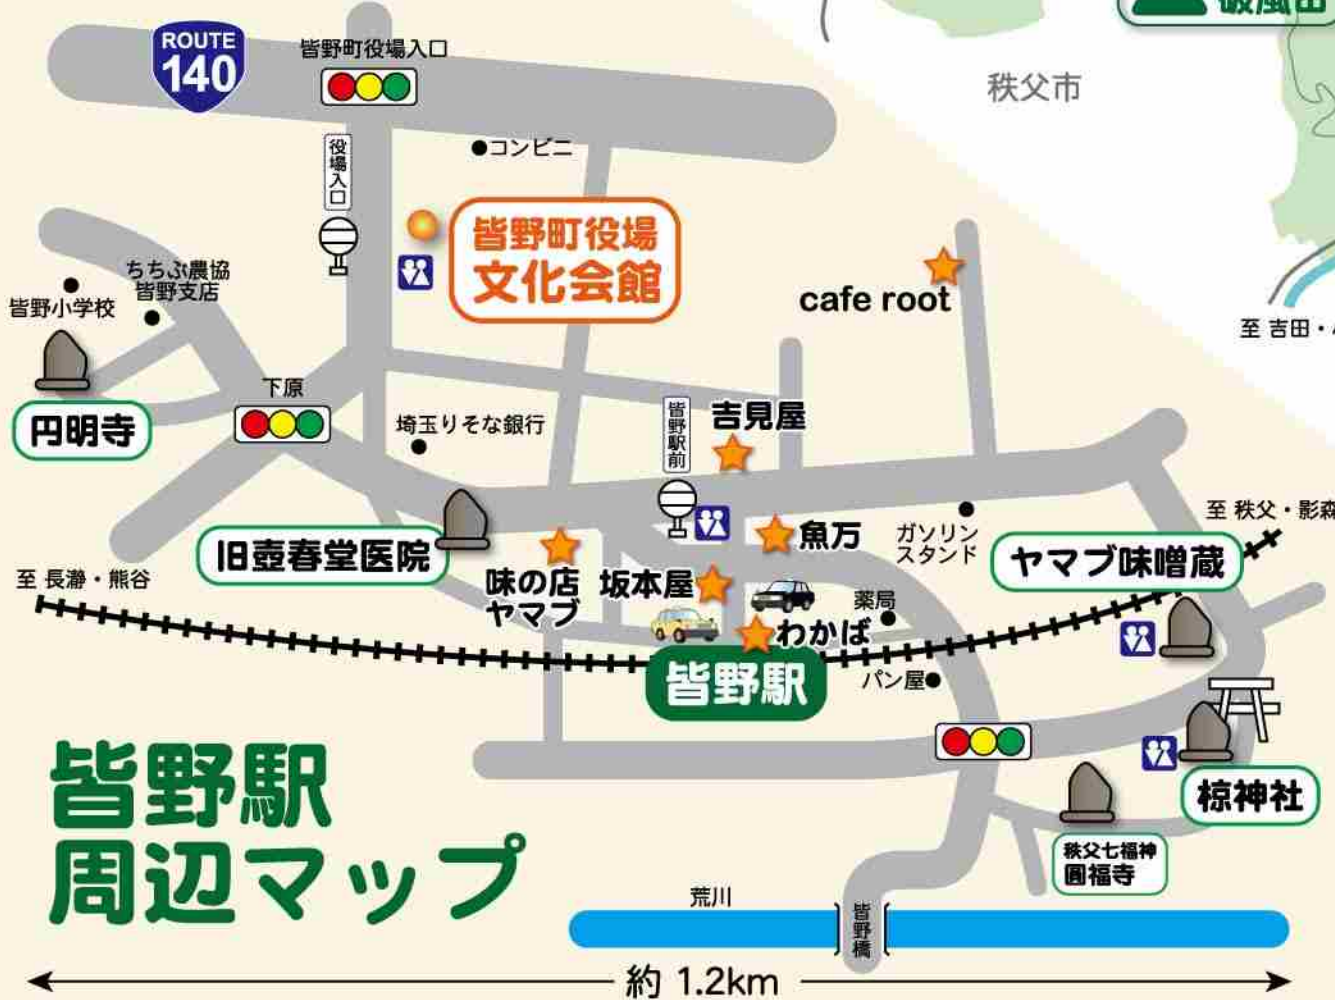 破風山
ROUTE
140
皆野町役場入口
秩父市
役場入口
コンビニ
皆野町役場
文化会館
ちちぶ農協
皆野支店
皆野小学校
cafe root
至 吉田・
円明寺
下原
埼玉りそな銀行
皆野駅前
吉見屋
至 秩父・影森
旧壺春堂医院
魚万
ガソリン
スタンド
ヤマブ味噌蔵
至 長瀞・熊谷
味の店
ヤマブ
坂本屋
薬局
わかば
皆野駅
パン屋
皆野駅
周辺マップ
椋神社
秩父七福神
圓福寺
荒川
皆野橋
約 1.2km